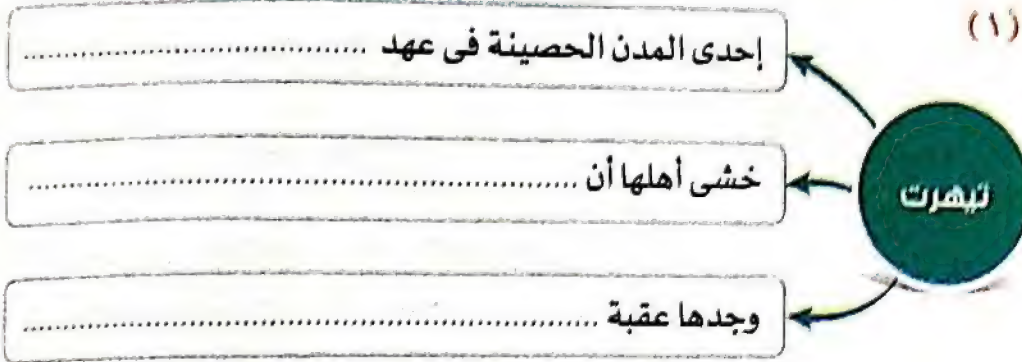 (١)
إحدى المدن الحصينة فى عهد ........................................
خشى أهلها أن ........................................
وجدها عقبة ........................................
تيهرت